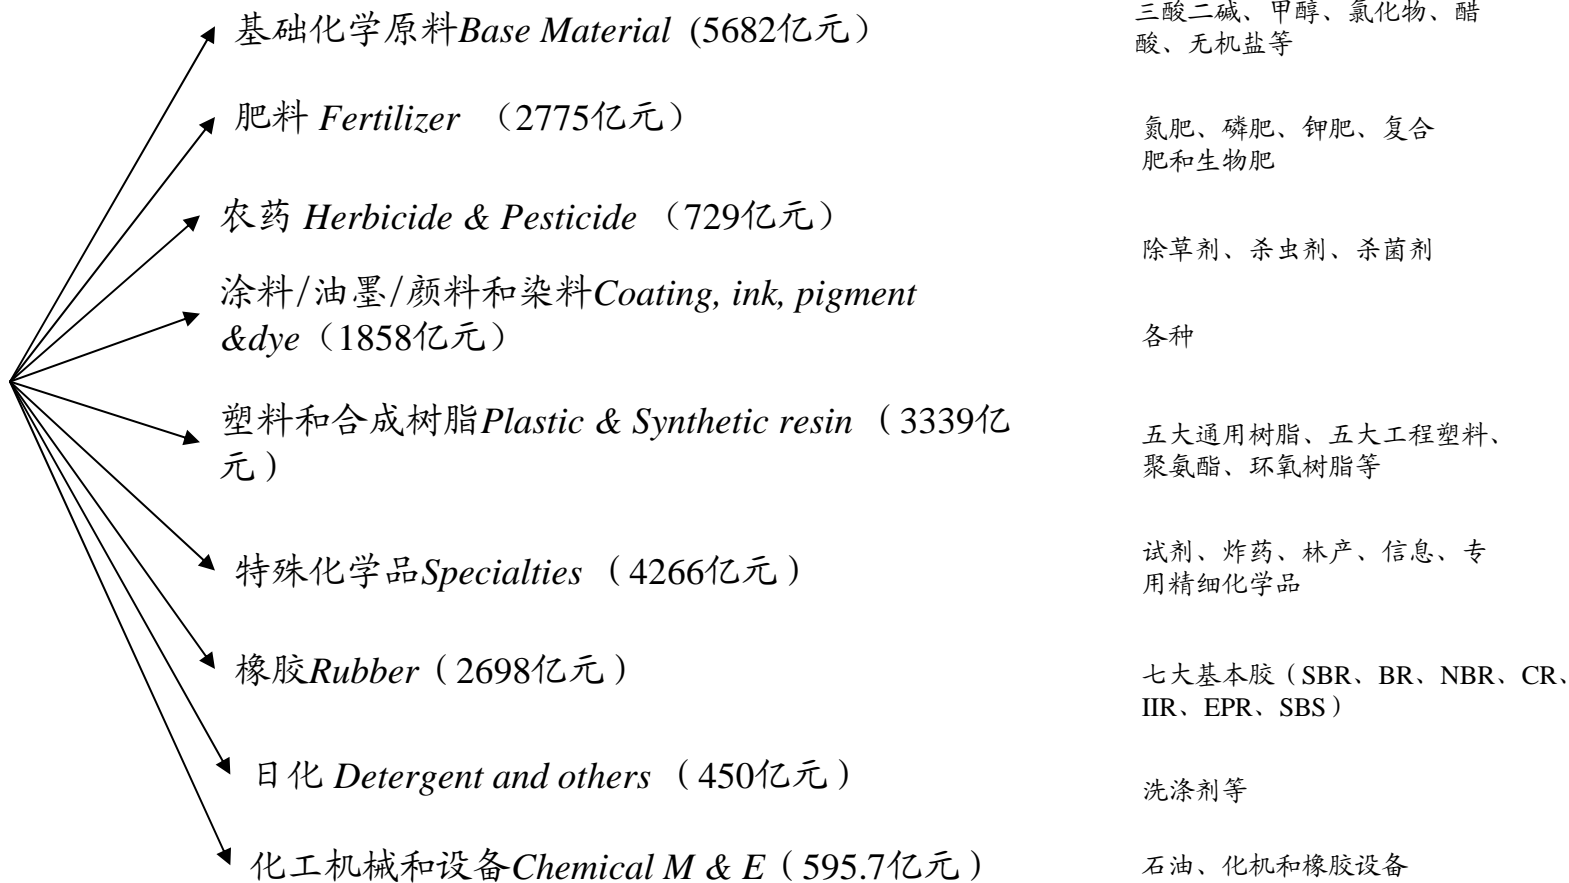 基础化学原料Base Material (5682亿元)
三酸二碱、甲醇、氯化物、醋
酸、无机盐等
肥料 Fertilizer （2775亿元）
氮肥、磷肥、钾肥、复合
肥和生物肥
农药 Herbicide & Pesticide （729亿元）
除草剂、杀虫剂、杀菌剂
涂料/油墨/颜料和染料Coating, ink, pigment
&dye（1858亿元）
各种
塑料和合成树脂Plastic & Synthetic resin （3339亿
元）
五大通用树脂、五大工程塑料、
聚氨酯、环氧树脂等
特殊化学品Specialties （4266亿元）
试剂、炸药、林产、信息、专
用精细化学品
橡胶Rubber（2698亿元）
七大基本胶（SBR、BR、NBR、CR、
IIR、EPR、SBS）
日化 Detergent and others （450亿元）
洗涤剂等
化工机械和设备Chemical M & E（595.7亿元）
石油、化机和橡胶设备